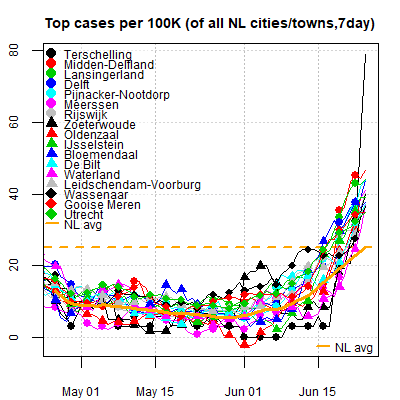 Top cases per 100K (of all NL cities/towns,7day)
80
60
40
20
0
Terschelling
Midden-Delfland
Lansingerland
Delft
Pijnacker-Nootdorp
Meerssen
Rijswijk
Zoeterwoude
Oldenzaal
IJsselstein
Bloemendaal
De Bilt
Waterland
Leidschendam-Voorburg
Wassenaar
Gooise Meren
Utrecht
NL avg
NL avg
May 01 May 15 Jun 01 Jun 15